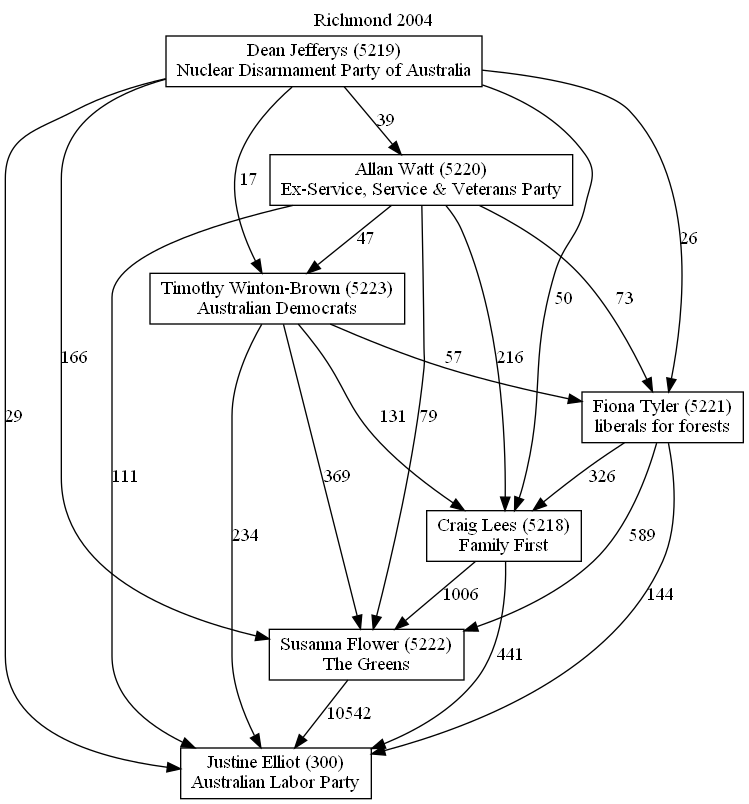 Richmond 2004
Dean Jefferys (5219)
Nuclear Disarmament Party of Australia
39
Allan Watt (5220)
Ex-Service, Service & Veterans Party
17
47
26
Timothy Winton-Brown (5223)
Australian Democrats
50
73
166
57
216
Fiona Tyler (5221)
liberals for forests
29
131
79
111
369
326
Craig Lees (5218)
Family First
234
589
1006
144
Susanna Flower (5222)
The Greens
441
10542
Justine Elliot (300)
Australian Labor Party